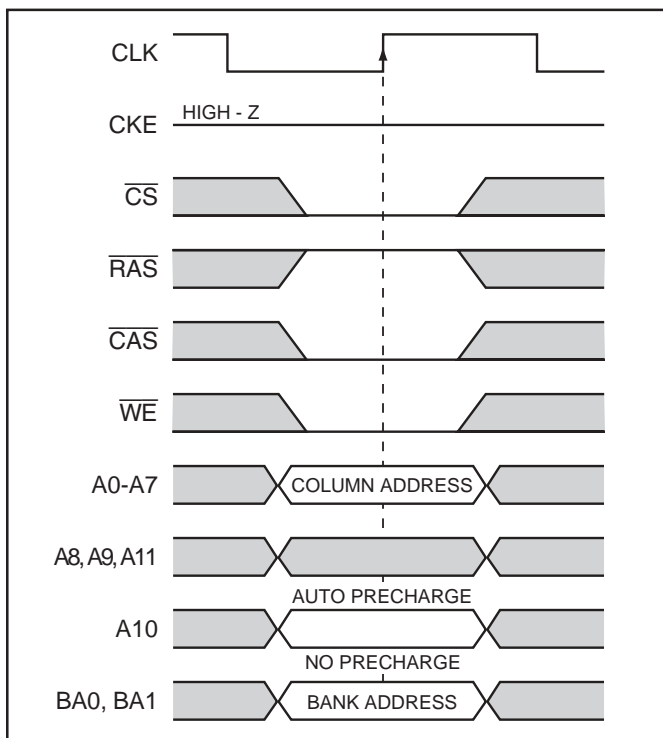 CLK
CKE HIGH - Z
CS
RAS
CAS
WE
A0-A7 COLUMN ADDRESS
A8, A9, A11
AUTO PRECHARGE
A10
NO PRECHARGE
BA0, BA1 BANK ADDRESS